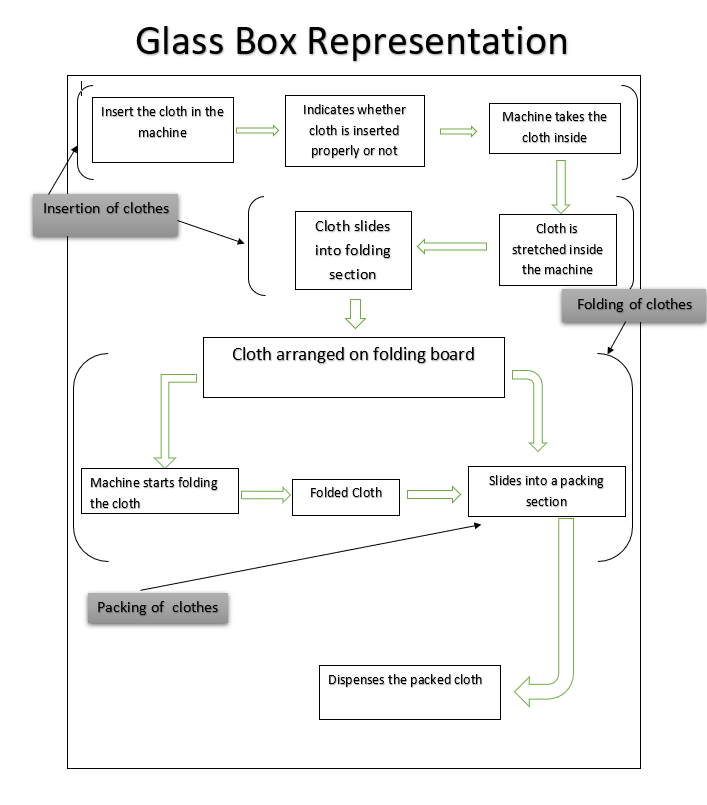 Glass Box Representation
Insert the cloth in the
machine
Indicates whether
cloth is inserted
properly or not
Machine takes the
cloth inside
Insertion of clothes
Cloth slides
into folding
section
Cloth is
stretched inside
the machine
Folding of clothes
Cloth arranged on folding board
Machine starts folding
the cloth
Folded Cloth
Slides into a packing
section
Packing of  clothes
Dispenses the packed cloth